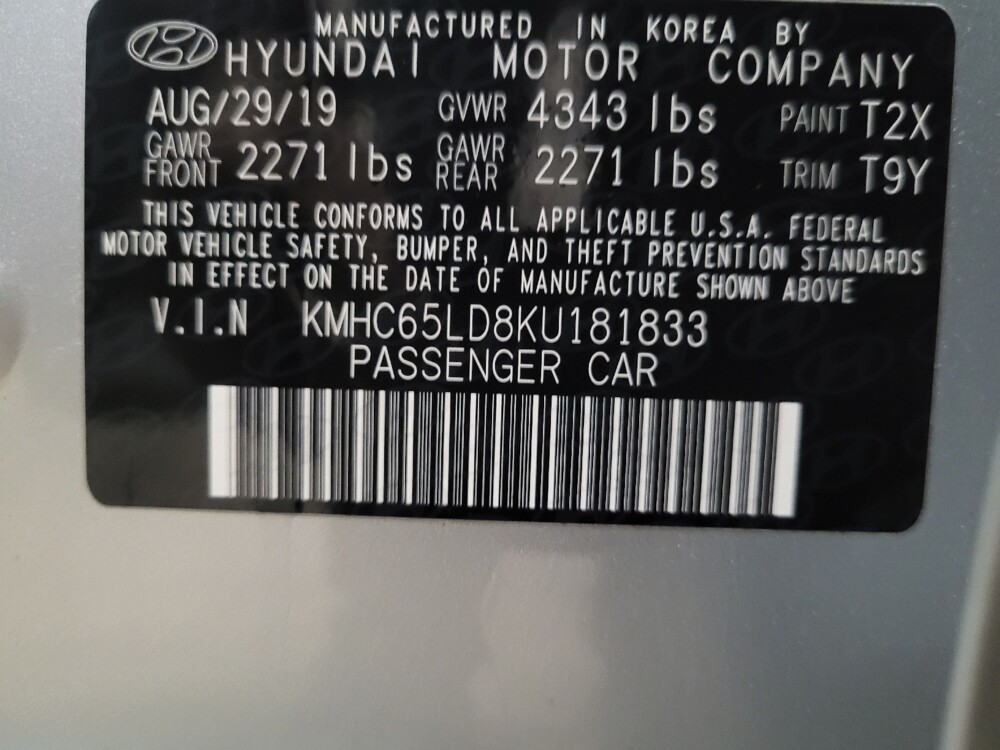 MANUFACTURED IN KOREA BY
HYUNDAI MOTOR COMPANY
AUG/29/19 GVWR 4343 lbs PAINT T2X
GAWR FRONT 2271 lbs GAWR REAR 2271 lbs TRIM T9Y
THIS VEHICLE CONFORMS TO ALL APPLICABLE U.S.A. FEDERAL
MOTOR VEHICLE SAFETY, BUMPER, AND THEFT PREVENTION STANDARDS
IN EFFECT ON THE DATE OF MANUFACTURE SHOWN ABOVE
V.I.N KMHC65LD8KU181833
PASSENGER CAR